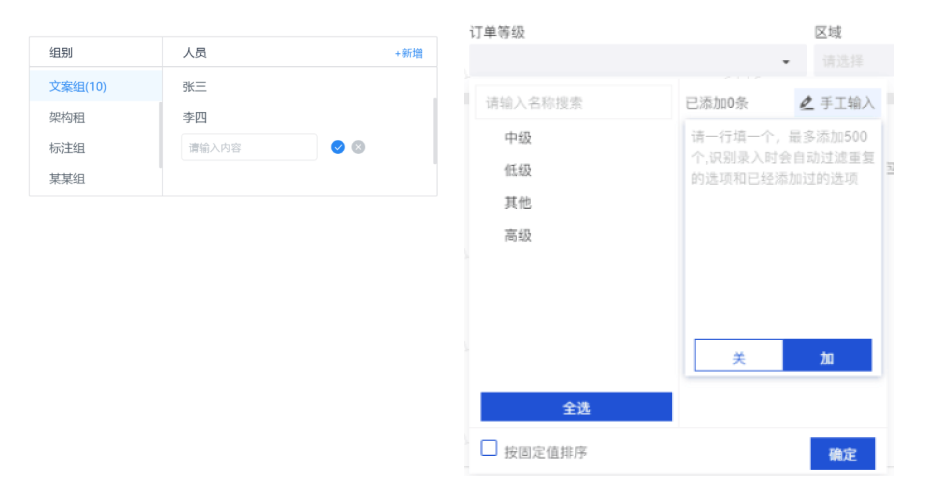 组别
人员
+新增
文案组(10)
张三
架构租
李四
标注组
请输入内容
某某组
订单等级
区域
请选择
请输入名称搜索
已添加0条
手工输入
中级
低级
其他
高级
请一行填一个，最多添加500
个,识别录入时会自动过滤重复
的选项和已经添加过的选项
关
加
全选
按固定值排序
确定